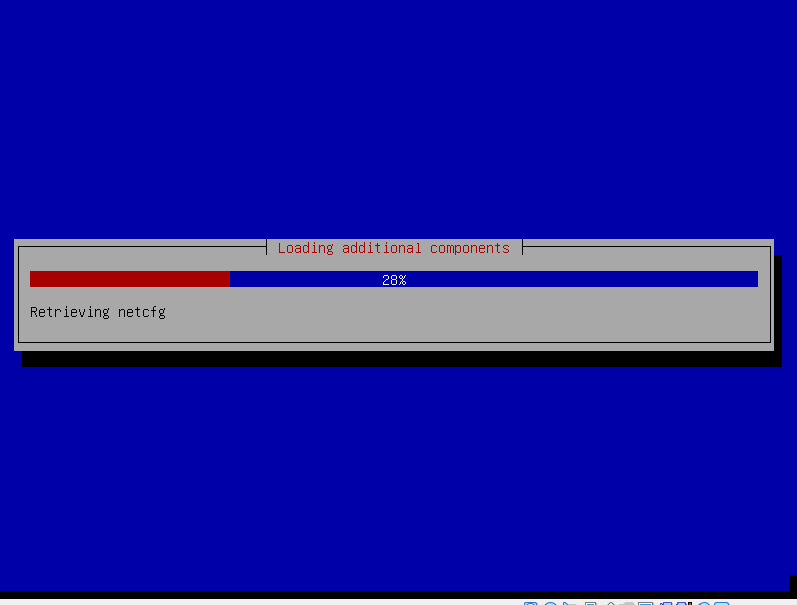 Loading additional components
28%
Retrieving netcfg